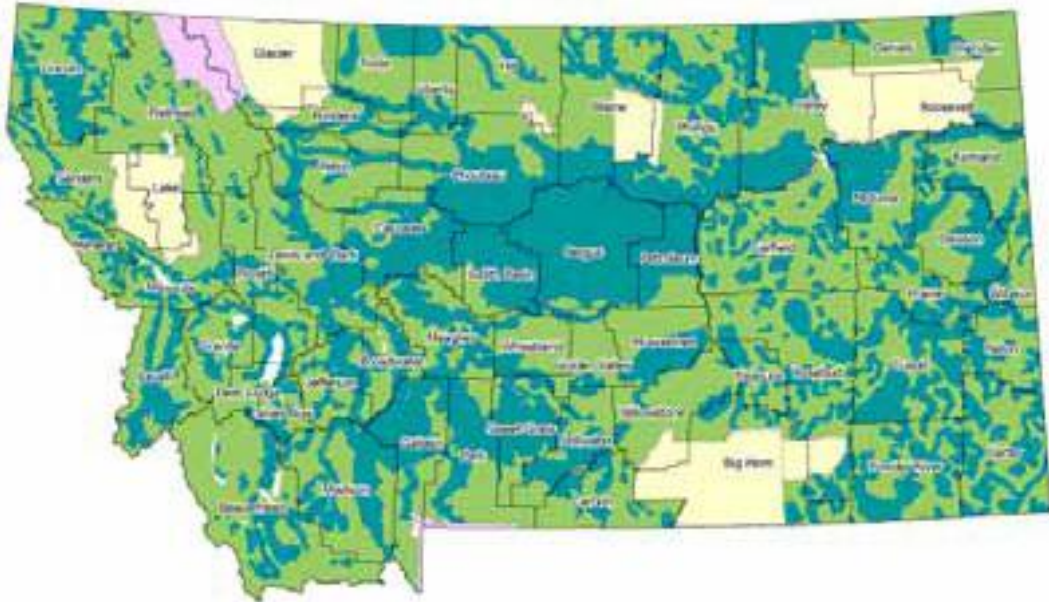 Glacier
Toole
Hill
Daniels
Sheridan
Lincoln
Liberty
Blaine
Valley
Roosevelt
Flathead
Pondera
Phillips
Richland
Sanders
Lake
Teton
Chouteau
McCone
Cascade
Garfield
Dawson
Lewis and Clark
Fergus
Petroleum
Judith Basin
Mineral
Powell
Missoula
Prairie
Wibaux
Granite
Meagher
Wheatland
Musselshell
Broadwater
Golden Valley
Fallon
Jefferson
Treasure
Rosebud
Custer
Ravalli
Deer Lodge
Silver Bow
Yellowstone
Gallatin
Park
Sweet Grass
Stillwater
Big Horn
Powder River
Carter
Madison
Carbon
Beaverhead